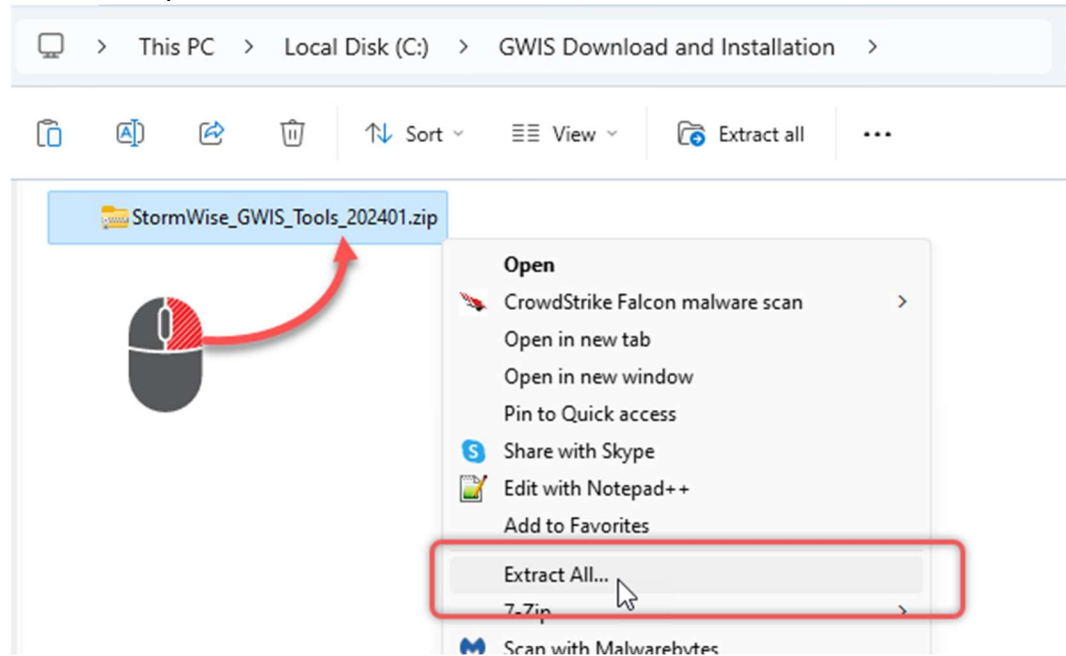 This PC > Local Disk (C:) > GWIS Download and Installation >
Sort View Extract all ...
StormWise_GWIS_Tools_202401.zip
Open
CrowdStrike Falcon malware scan >
Open in new tab
Open in new window
Pin to Quick access
Share with Skype
Edit with Notepad++
Add to Favorites
Extract All...
7-Zip >
Scan with Malwarebytes